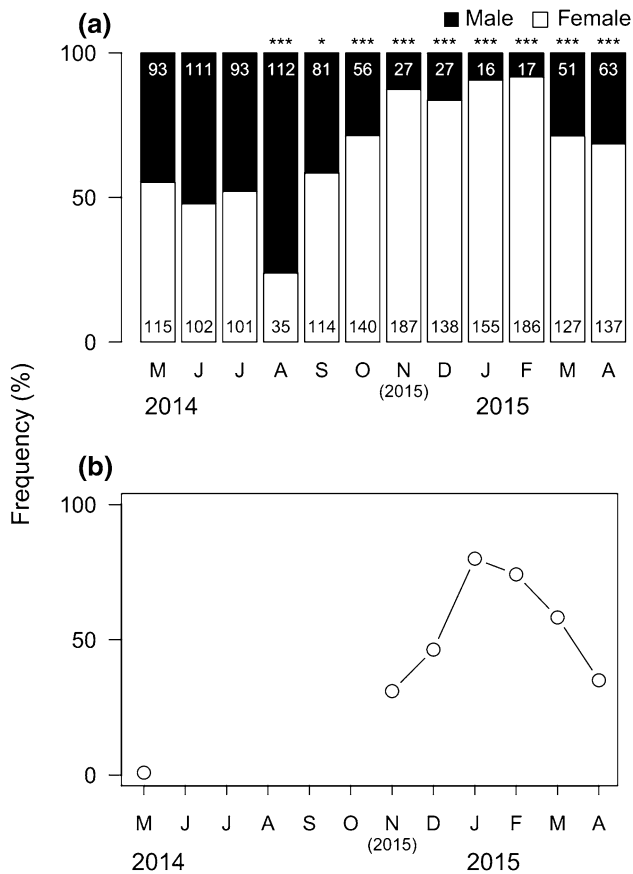 Male Female
(a)
*** * *** *** *** *** *** *** ***
100
93 111 93 112 81 56 27 27 16 17 51 63
50
115 102 101 35 114 140 187 138 155 186 127 137
0
M J J A S O N D J F M A
(2015)
2014 2015
Frequency (%)
(b)
100
50
0
M J J A S O N D J F M A
(2015)
2014 2015